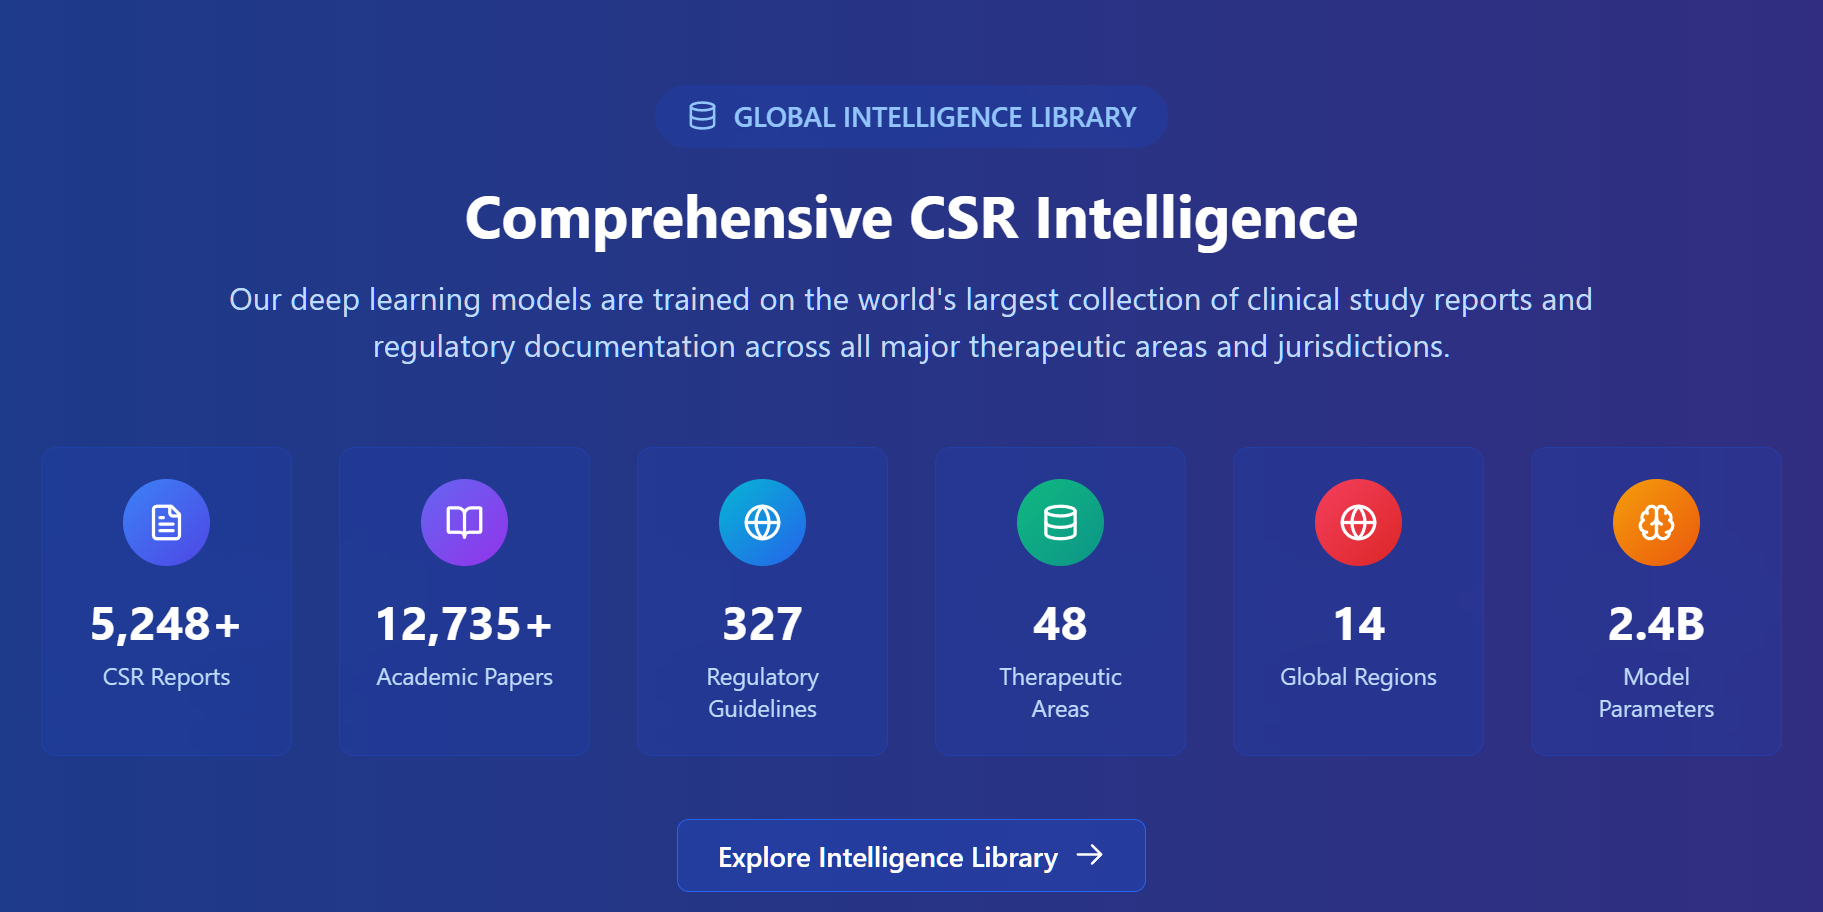 GLOBAL INTELLIGENCE LIBRARY
Comprehensive CSR Intelligence
Our deep learning models are trained on the world's largest collection of clinical study reports and
regulatory documentation across all major therapeutic areas and jurisdictions.
5,248+
CSR Reports
12,735+
Academic Papers
327
Regulatory
Guidelines
48
Therapeutic
Areas
14
Global Regions
2.4B
Model
Parameters
Explore Intelligence Library